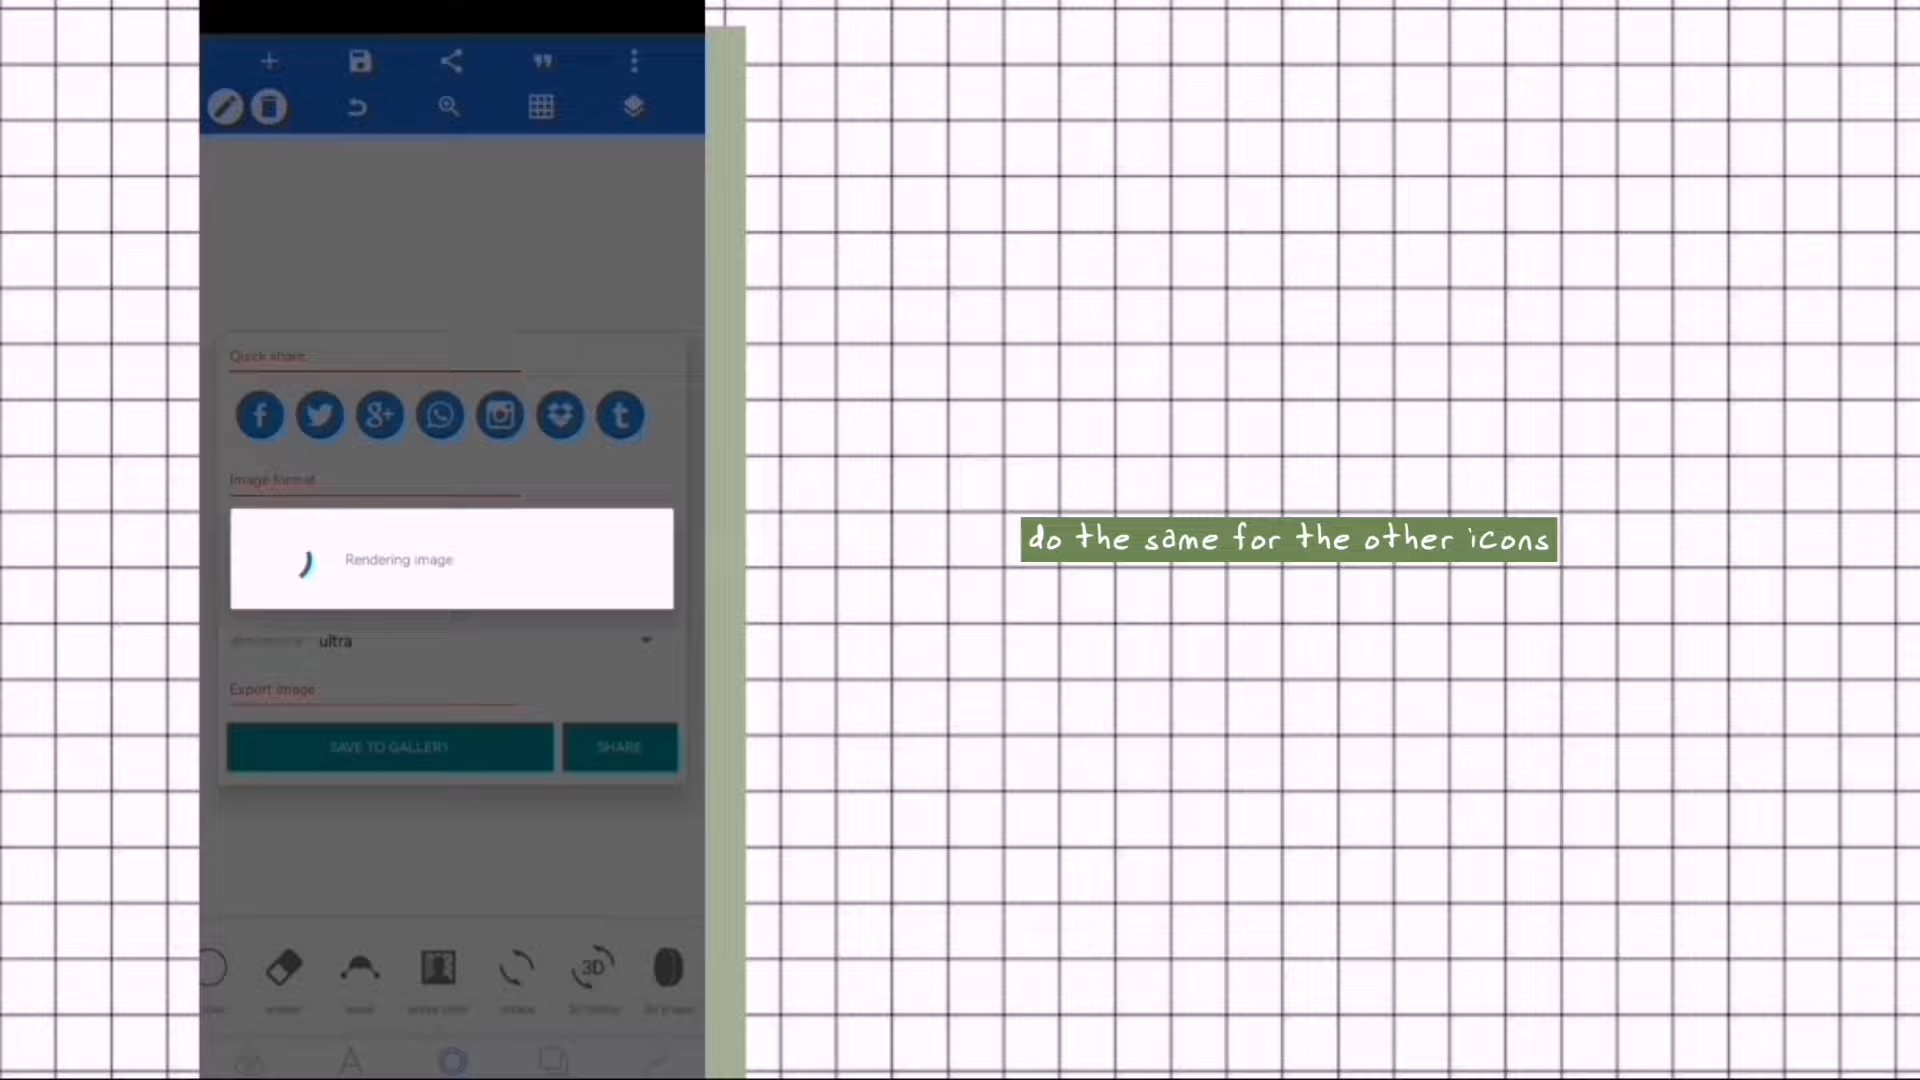 Quick share
Image format
Rendering image
ultra
Export image
SAVE TO GALLERY
SHARE
3D
do the same for the other icons